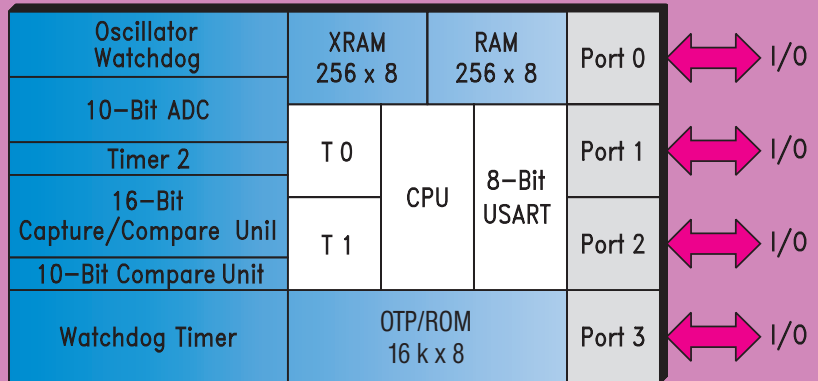 Oscillator
Watchdog
10-Bit ADC
Timer 2
16-Bit
Capture/Compare Unil
10-Bit Compare Unit
Watchdog Timer
XRAM
256 x 8
RAM
256 x 8
T 0
T 1
CPU
8-Bit
USART
OTP/ROM
16 k x 8
Port 0
I/O
Port 1
I/O
Port 2
I/O
Port 3
I/O